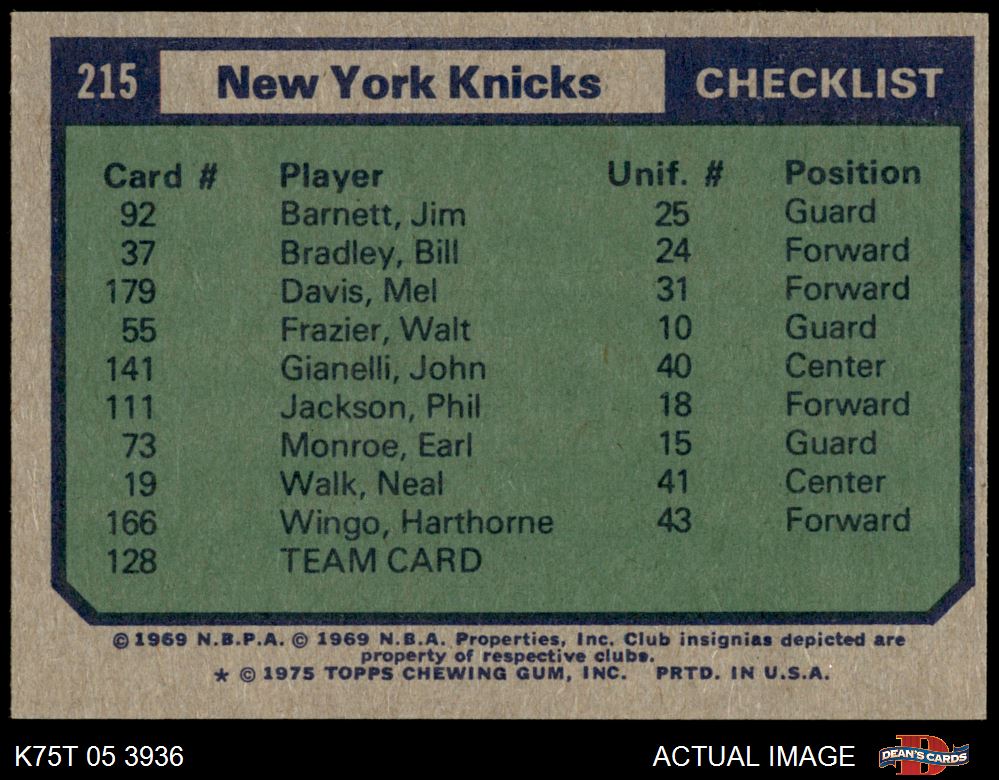 215 New York Knicks CHECKLIST
Card # Player Unif. # Position
92 Barnett, Jim 25 Guard
37 Bradley, Bill 24 Forward
179 Davis, Mel 31 Forward
55 Frazier, Walt 10 Guard
141 Gianelli, John 40 Center
111 Jackson, Phil 18 Forward
73 Monroe, Earl 15 Guard
19 Walk, Neal 41 Center
166 Wingo, Harthorne 43 Forward
128 TEAM CARD
© 1969 N.B.P.A. © 1969 N.B.A. Properties, Inc. Club insignias depicted are
property of respective clubs.
* © 1975 TOPPS CHEWING GUM, INC. PRTD. IN U.S.A.
K75T 05 3936 ACTUAL IMAGE DEAN'S CARDS